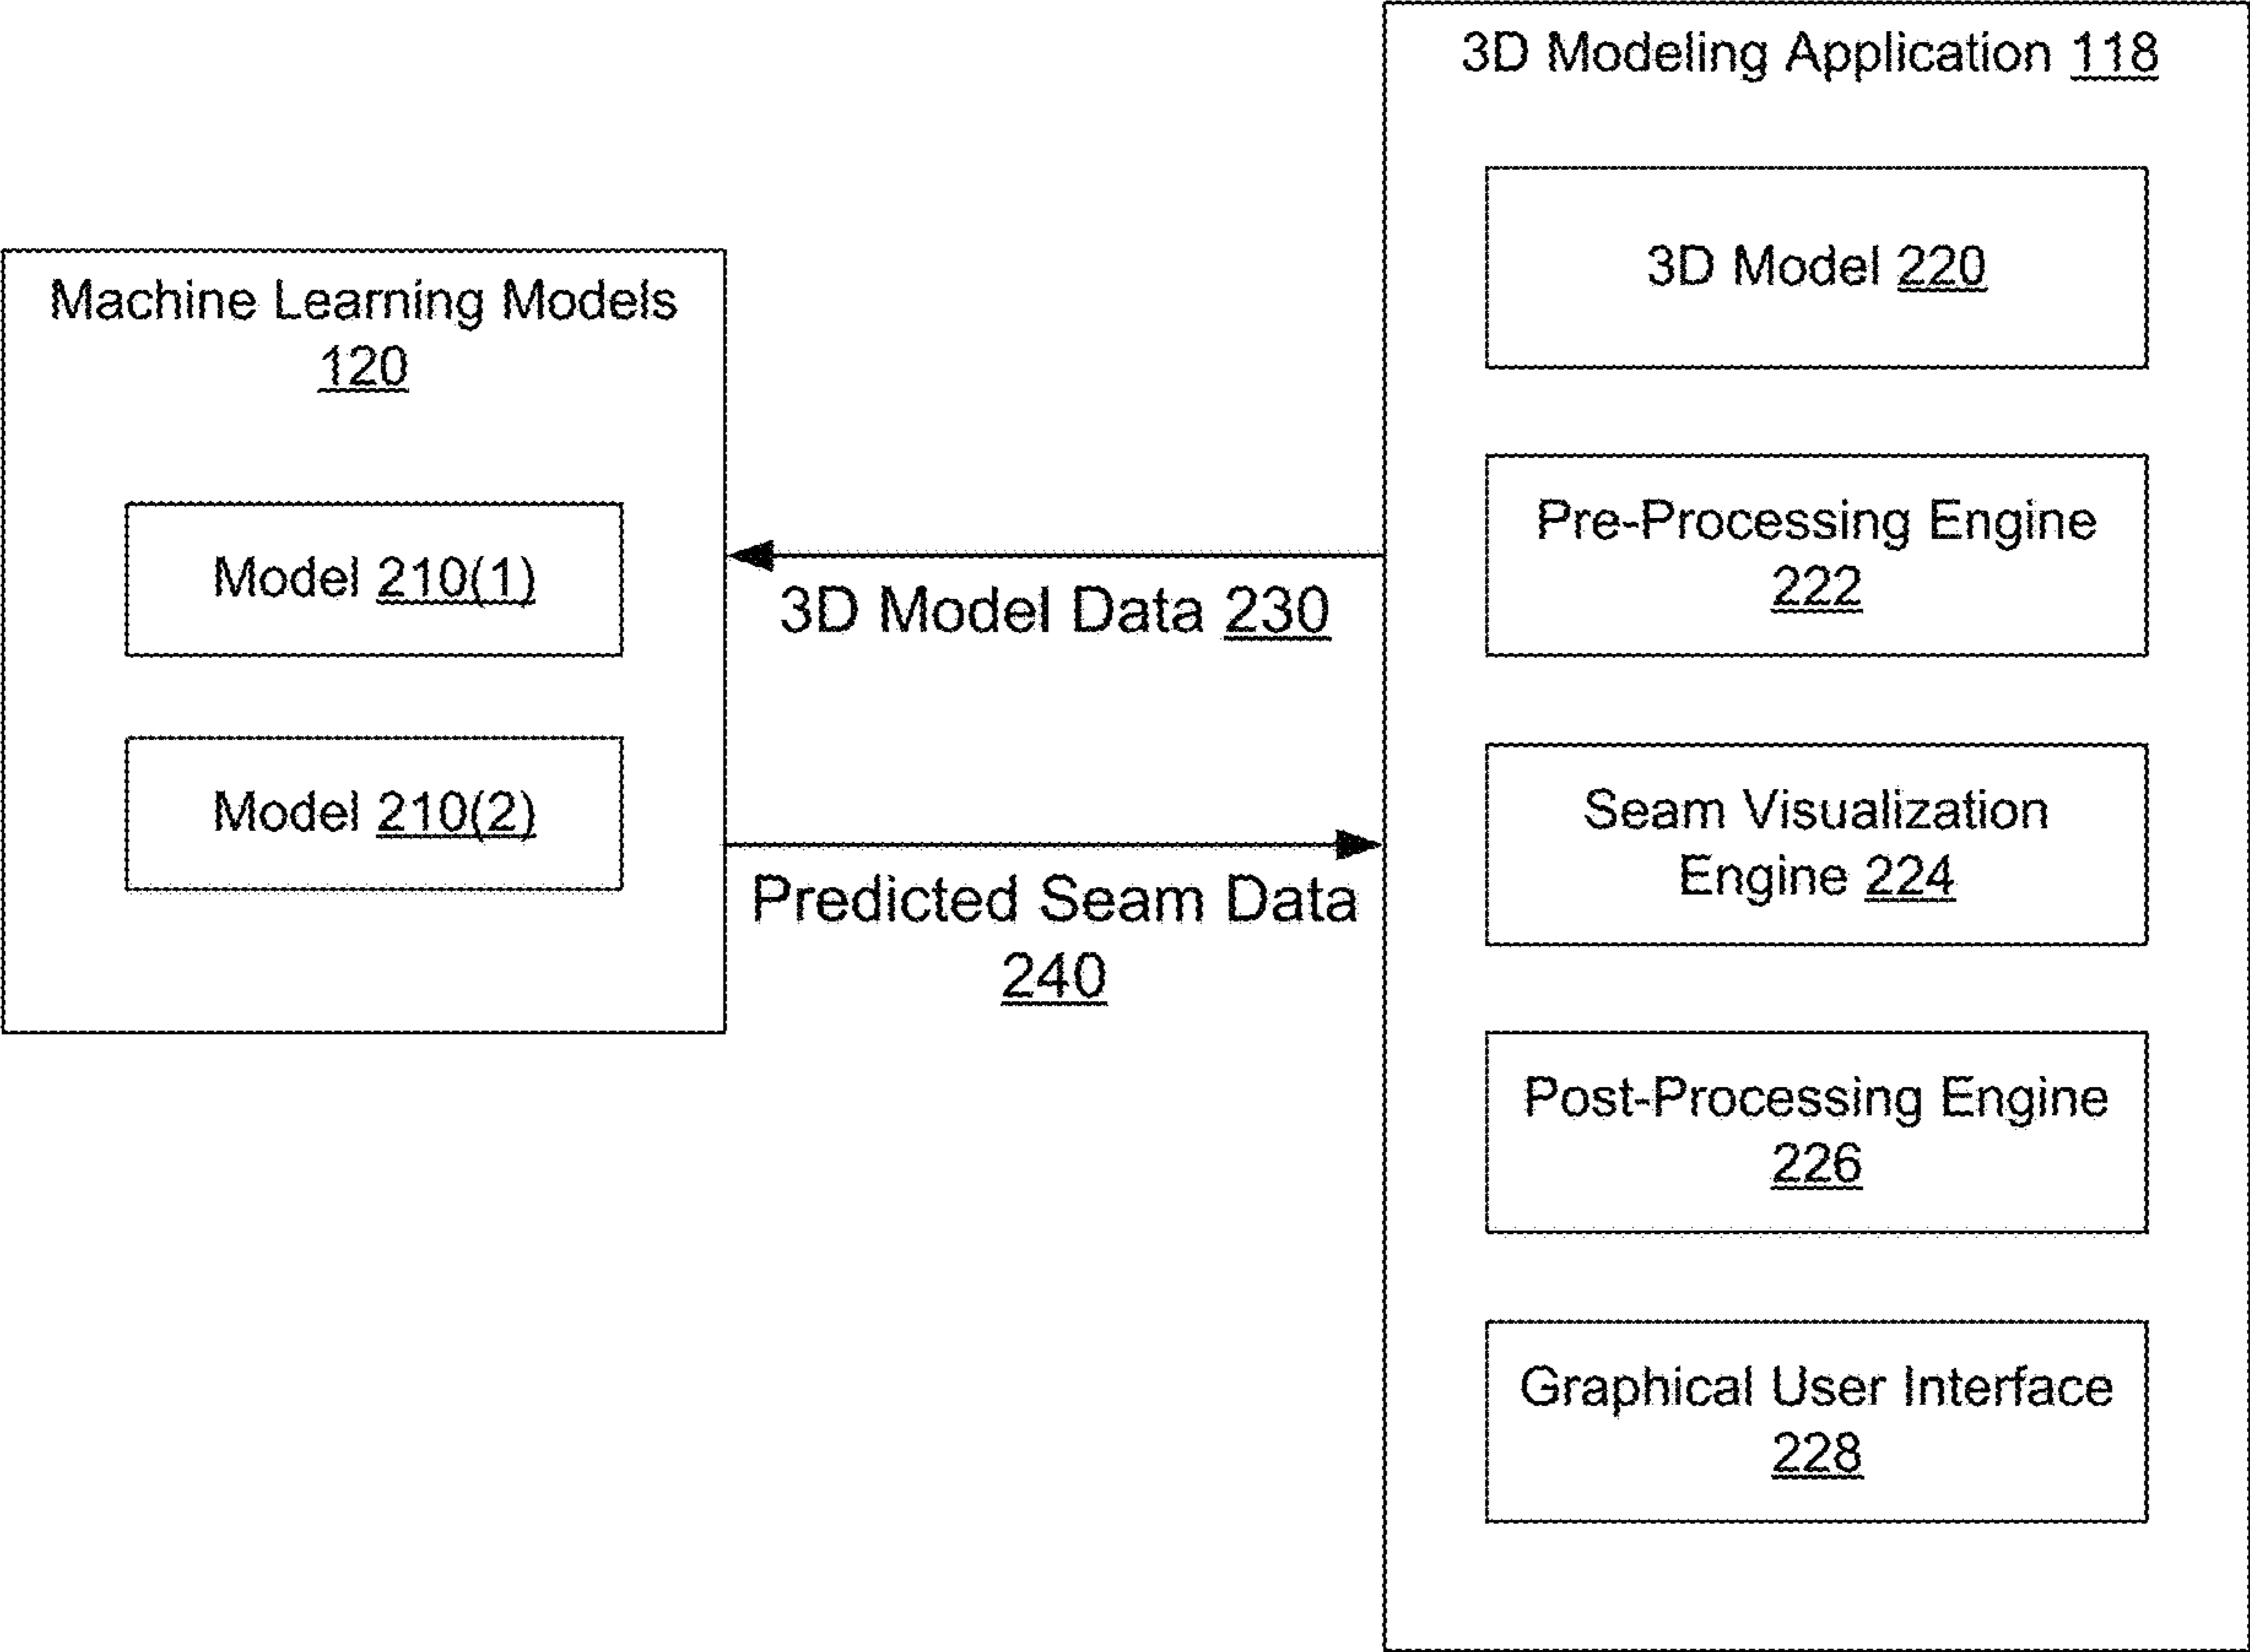 3D Modeling Application 118
3D Model 220
Pre-Processing Engine
222
Seam Visualization
Engine 224
Post-Processing Engine
226
Graphical User Interface
228
Machine Learning Models
120
Model 210(1)
Model 210(2)
3D Model Data 230
Predicted Seam Data
240